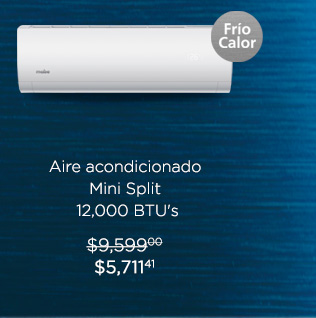 Frío
Calor
Aire acondicionado
Mini Split
12,000 BTU's
$9,599⁰⁰
$5,711⁴¹